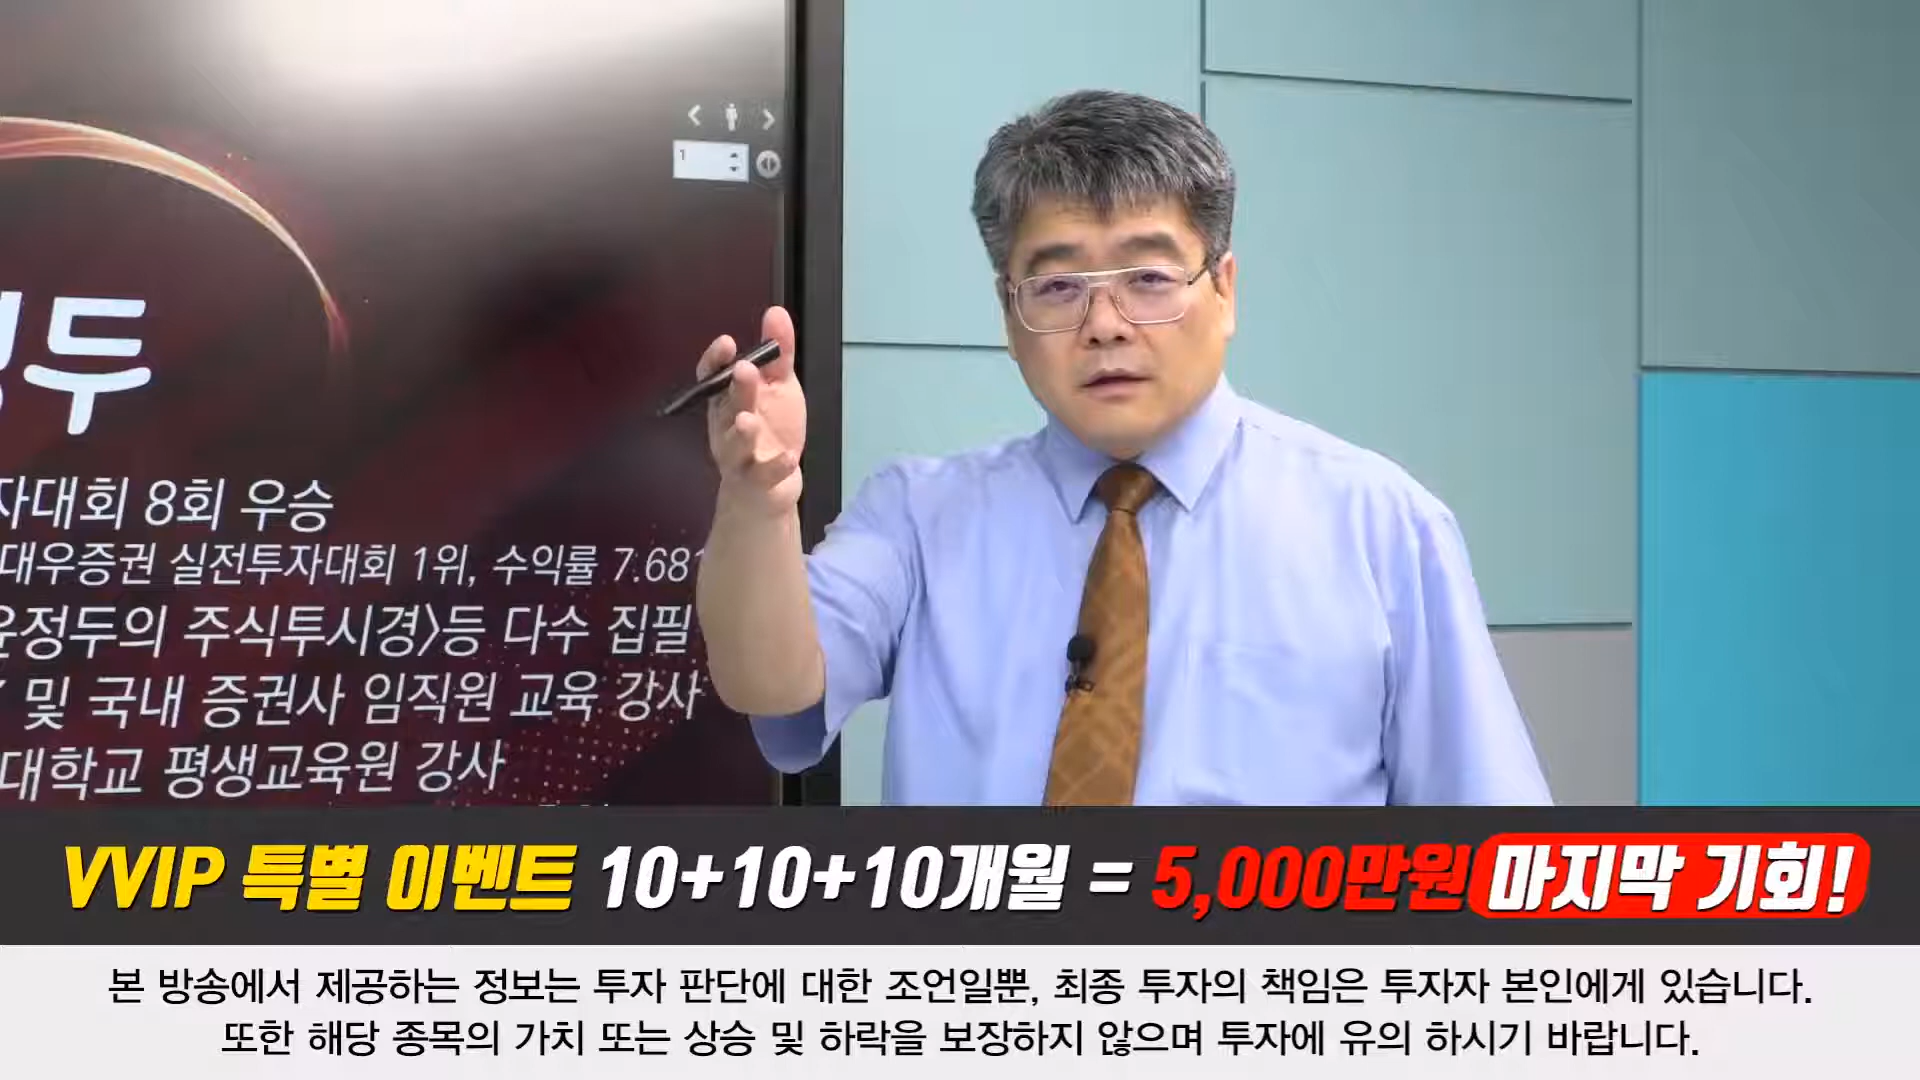 1
정두
자대회 8회 우승
대우증권 실전투자대회 1위, 수익률 7.681
윤정두의 주식투시경〉등 다수 집필
및 국내 증권사 임직원 교육 강사
대학교 평생교육원 강사
VVIP 특별 이벤트 10+10+10개월 = 5,000만원 마지막 기회!
본 방송에서 제공하는 정보는 투자 판단에 대한 조언일뿐, 최종 투자의 책임은 투자자 본인에게 있습니다.
또한 해당 종목의 가치 또는 상승 및 하락을 보장하지 않으며 투자에 유의 하시기 바랍니다.